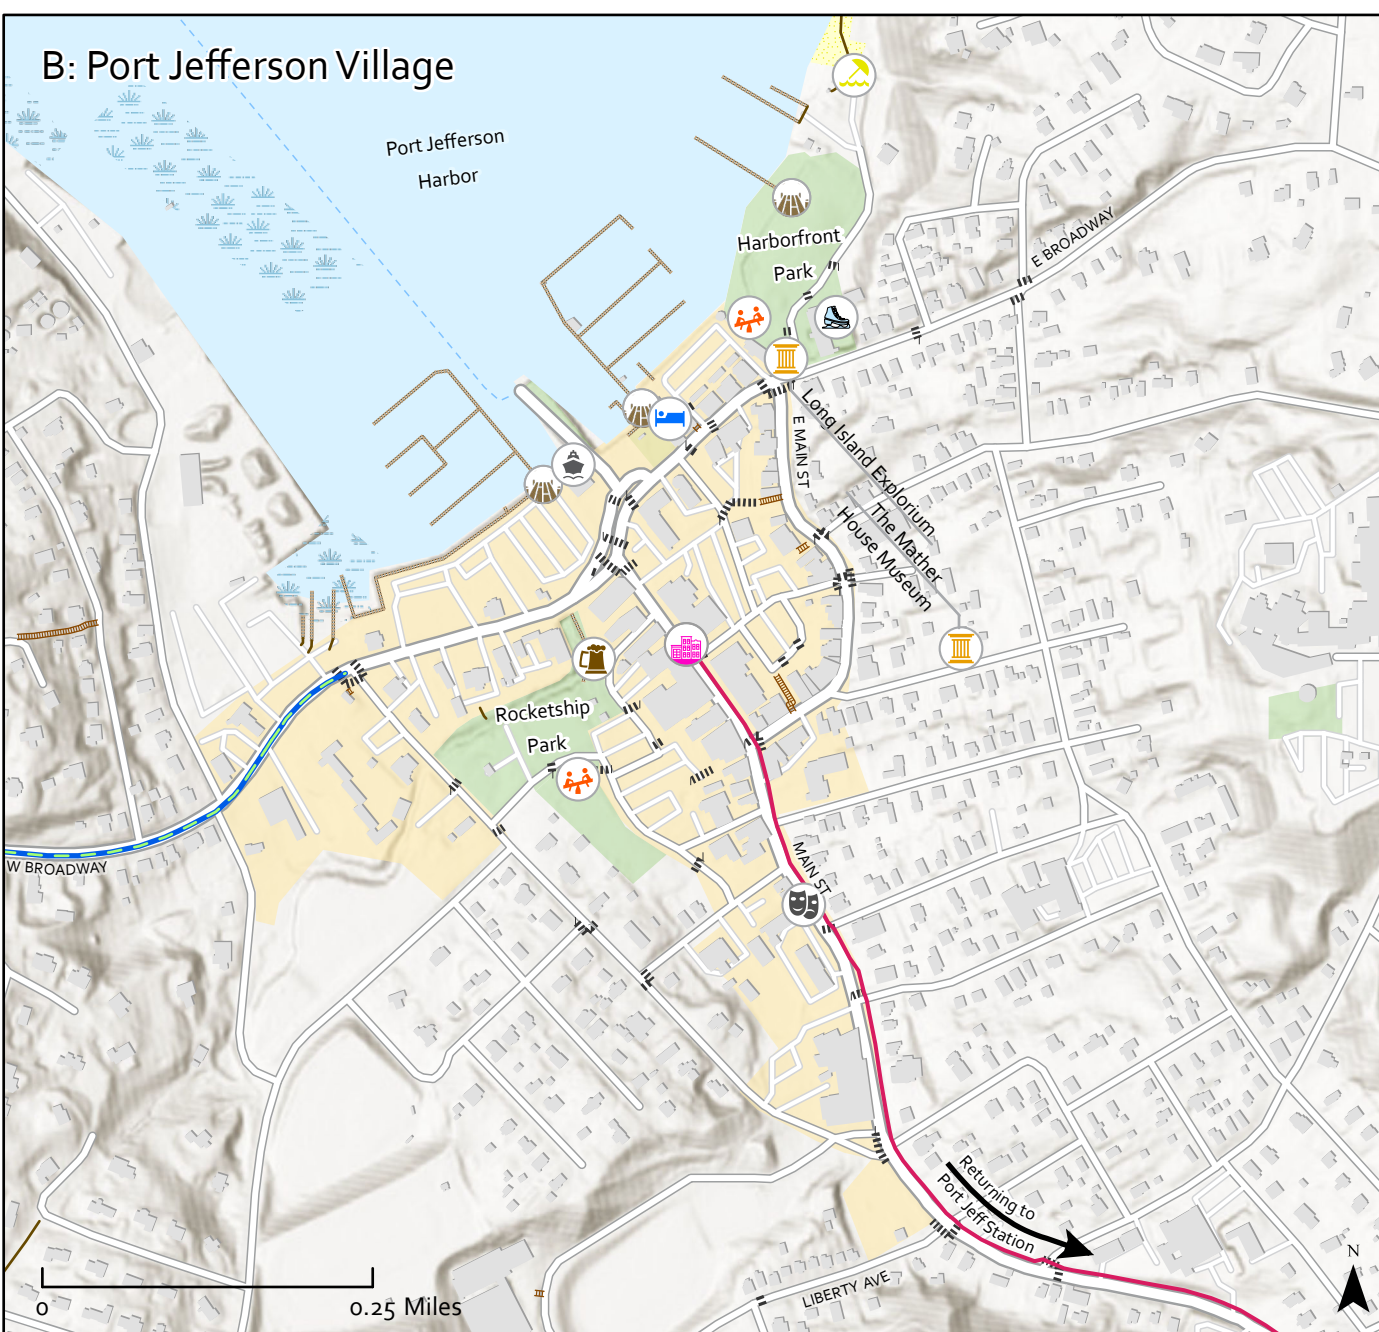 B: Port Jefferson Village
Port Jefferson
Harbor
Harborfront
Park
E BROADWAY
E MAIN ST
Long Island Explorium
The Mather
House Museum
Rocketship
Park
W BROADWAY
MAIN ST
Returning to
Port Jeff Station
LIBERTY AVE
0
0.25 Miles
N